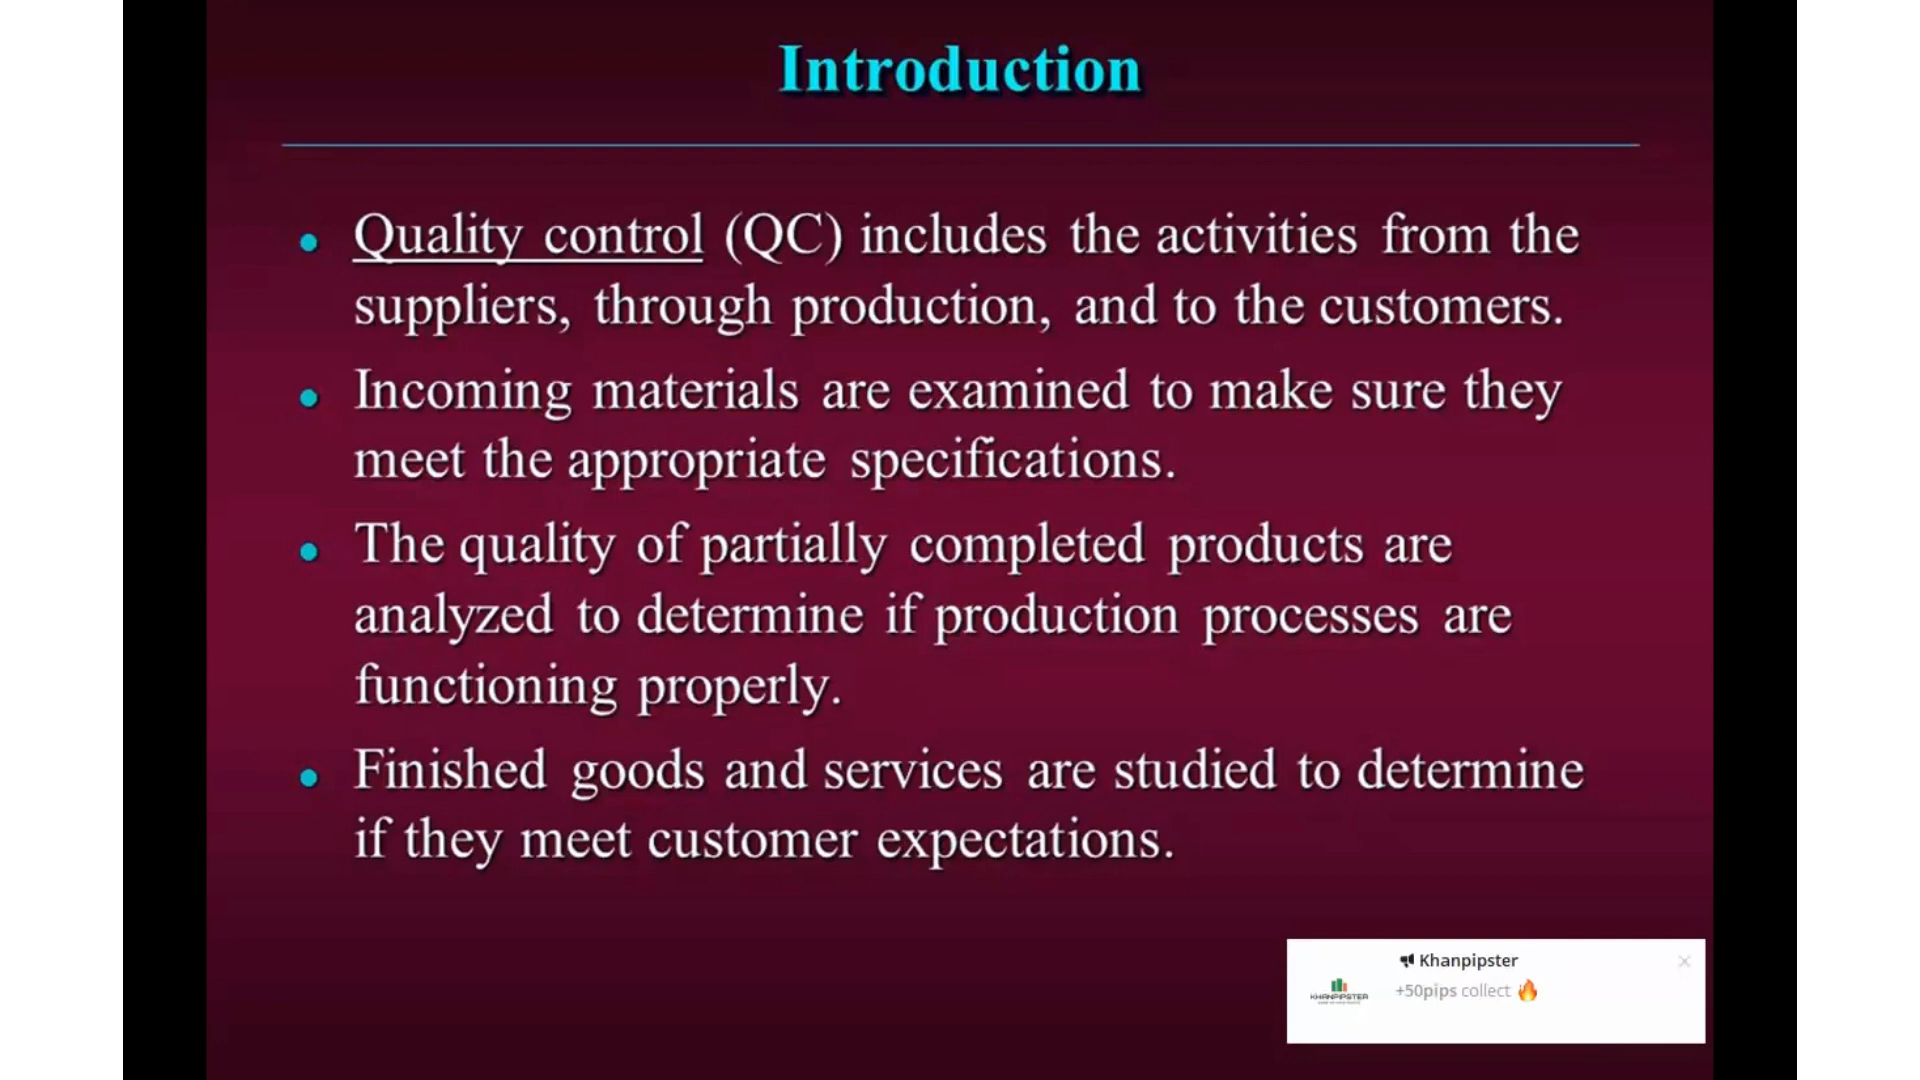 Introduction
Quality control (QC) includes the activities from the
suppliers, through production, and to the customers.
Incoming materials are examined to make sure they
meet the appropriate specifications.
The quality of partially completed products are
analyzed to determine if production processes are
functioning properly.
Finished goods and services are studied to determine
if they meet customer expectations.
Khanpipster
KHANPIPSTER
+50pips collect 🔥